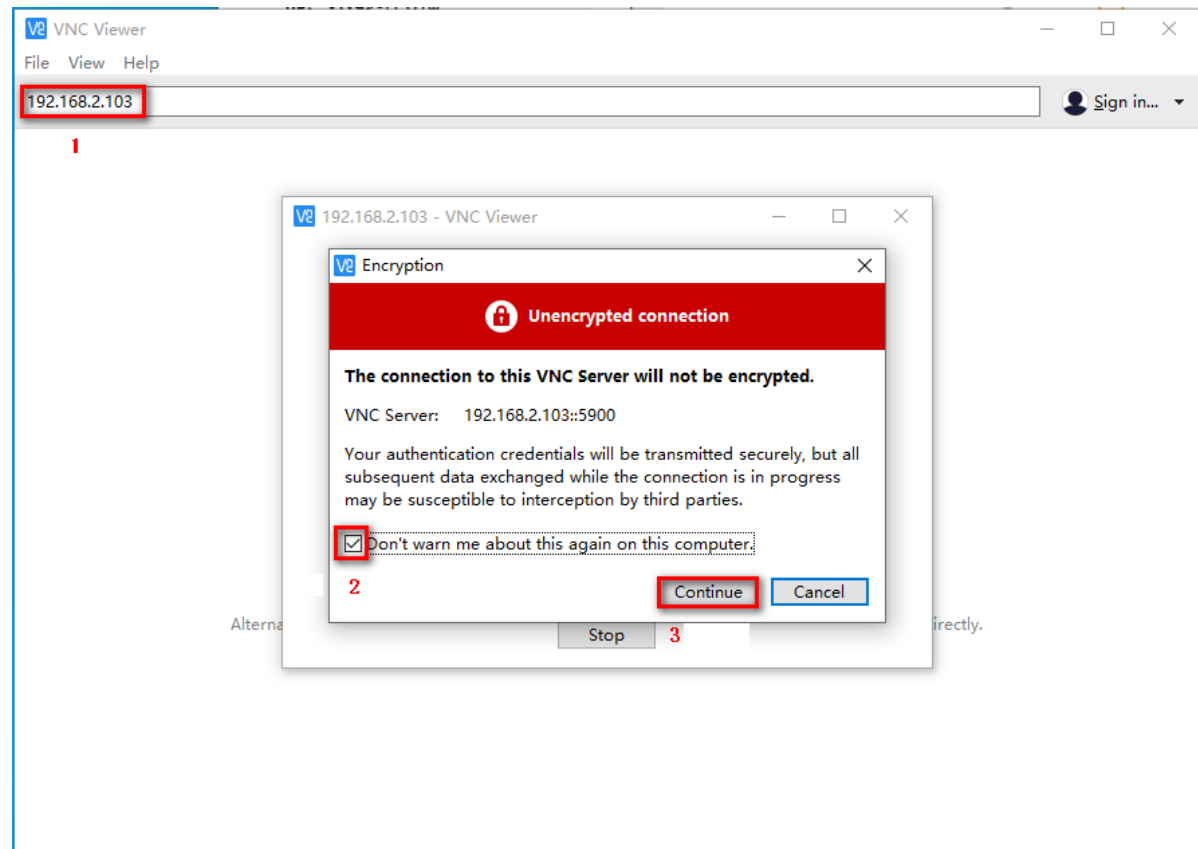 VNC Viewer
File View Help
192.168.2.103
Sign in...
1
192.168.2.103 - VNC Viewer
Encryption
Unencrypted connection
The connection to this VNC Server will not be encrypted.
VNC Server: 192.168.2.103::5900
Your authentication credentials will be transmitted securely, but all
subsequent data exchanged while the connection is in progress
may be susceptible to interception by third parties.
Don't warn me about this again on this computer.
2
Continue Cancel
Alterna irectly.
Stop 3